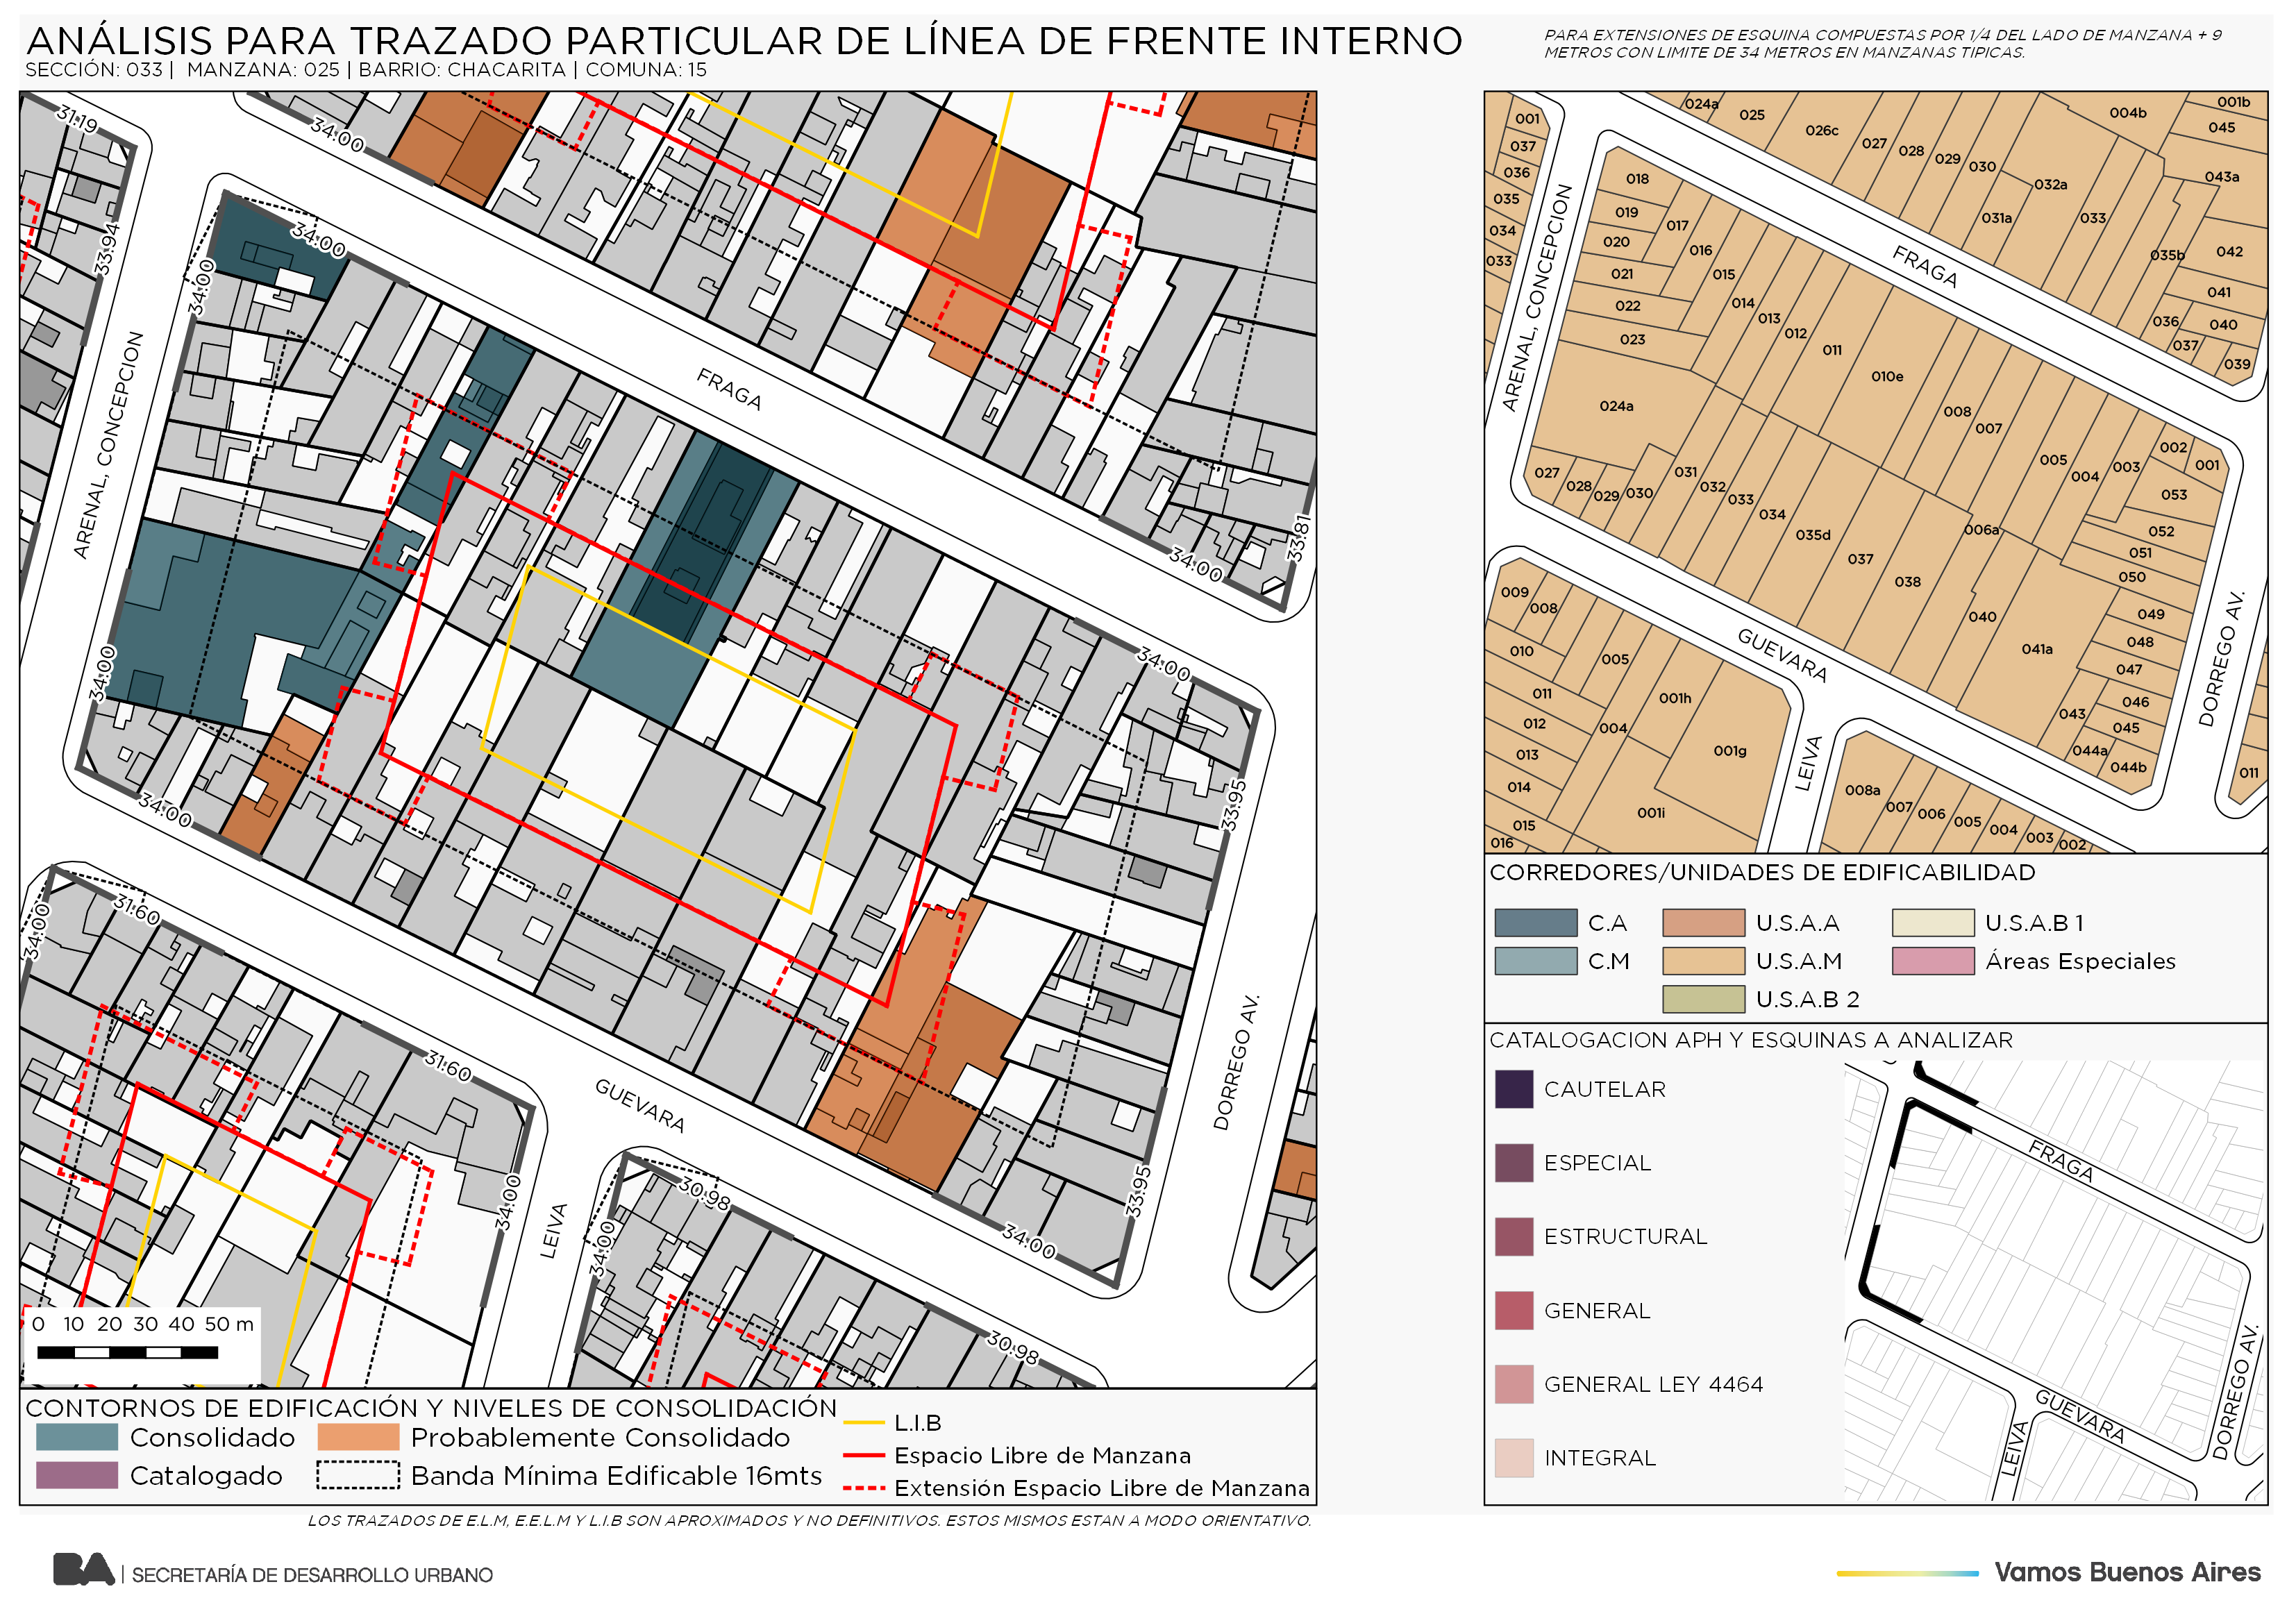 ANÁLISIS PARA TRAZADO PARTICULAR DE LÍNEA DE FRENTE INTERNO
SECCIÓN: 033 | MANZANA: 025 | BARRIO: CHACARITA | COMUNA: 15
PARA EXTENSIONES DE ESQUINA COMPUESTAS POR 1/4 DEL LADO DE MANZANA + 9
METROS CON LIMITE DE 34 METROS EN MANZANAS TIPICAS.
31.19
34.00
33.94
34.00
34.00
ARENAL, CONCEPCION
FRAGA
34.00
33.81
34.00
34.00
33.95
34.00
31.60
34.00
31.60
GUEVARA
34.00
LEIVA
30.98
34.00
DORREGO AV.
33.95
34.00
30.98
0 10 20 30 40 50 m
CONTORNOS DE EDIFICACIÓN Y NIVELES DE CONSOLIDACIÓN
Consolidado
Probablemente Consolidado
Catalogado
Banda Mínima Edificable 16mts
L.I.B
Espacio Libre de Manzana
Extensión Espacio Libre de Manzana
LOS TRAZADOS DE E.L.M, E.E.L.M Y L.I.B SON APROXIMADOS Y NO DEFINITIVOS. ESTOS MISMOS ESTAN A MODO ORIENTATIVO.
001
037
036
035
034
033
024a
025
026c
027
028
029
030
031a
032a
033
004b
001b
045
043a
035b
042
041
036
040
037
039
ARENAL, CONCEPCION
FRAGA
018
019
020
021
022
023
017
016
015
014
013
012
011
010e
008
007
005
004
003
002
001
053
052
051
050
049
048
047
046
045
044b
044a
043
041a
040
006a
038
037
035d
034
033
032
031
030
029
028
027
024a
GUEVARA
LEIVA
DORREGO AV.
009
008
010
011
012
013
014
015
016
005
004
001h
001g
001i
008a
007
006
005
004
003
002
011
CORREDORES/UNIDADES DE EDIFICABILIDAD
C.A
U.S.A.A
U.S.A.B 1
C.M
U.S.A.M
Áreas Especiales
U.S.A.B 2
CATALOGACION APH Y ESQUINAS A ANALIZAR
CAUTELAR
ESPECIAL
ESTRUCTURAL
GENERAL
GENERAL LEY 4464
INTEGRAL
FRAGA
GUEVARA
LEIVA
DORREGO AV.
BA | SECRETARÍA DE DESARROLLO URBANO
Vamos Buenos Aires